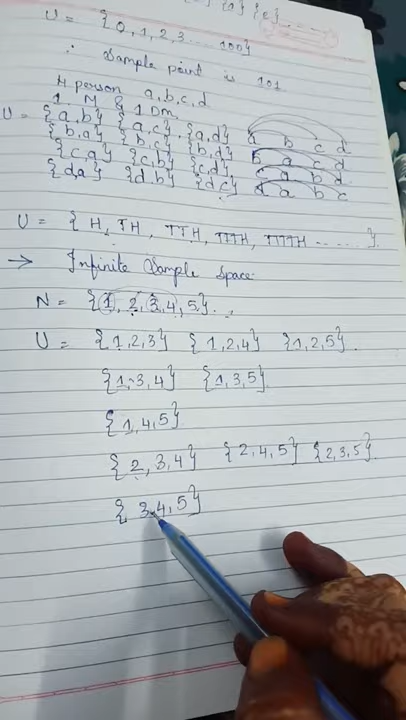 U = {0, 1, 2, 3 .... 100}
∴ Sample point is 101
4 person a, b, c, d
1 M & 1 DM
U = {a, b} {a, c}, {a, d}
{b, a} {b, c} {b, d}
{c, a} {c, b} {c, d},
{d, a} {d, b} {d, c}
a b c d
b a c d
c a b d
d a b c
U = { H, TH, TTH, TTTH, TTTTH ...... }
→ Infinite Sample Space
N = {1, 2, 3, 4, 5}.
U = {1, 2, 3} {1, 2, 4} {1, 2, 5}
{1, 3, 4} {1, 3, 5}
{1, 4, 5}
{2, 3, 4} {2, 4, 5} {2, 3, 5}
{3, 4, 5}